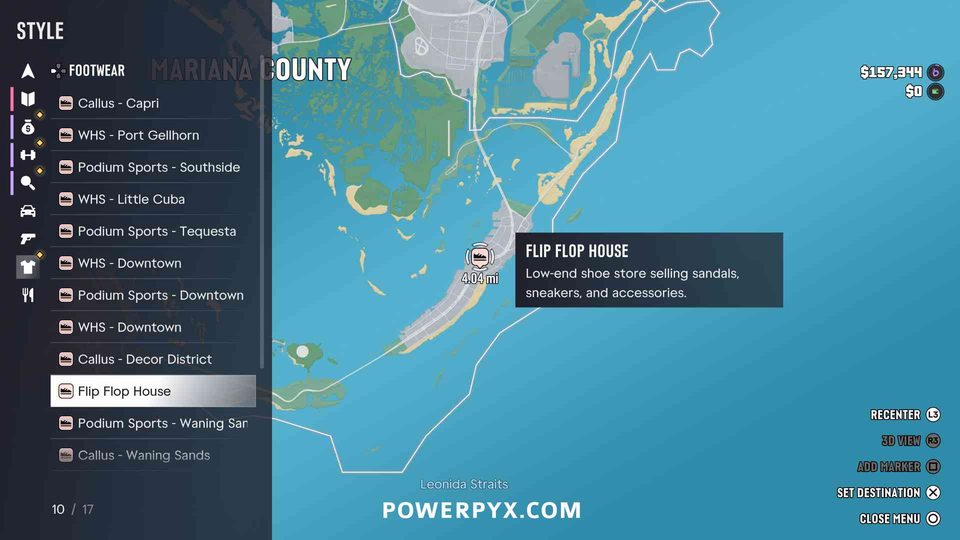 STYLE
FOOTWEAR
MARIANA COUNTY
$157,344
$0
Callus - Capri
WHS - Port Gellhorn
Podium Sports - Southside
WHS - Little Cuba
Podium Sports - Tequesta
WHS - Downtown
Podium Sports - Downtown
WHS - Downtown
Callus - Decor District
Flip Flop House
Podium Sports - Waning San
Callus - Waning Sands
10 / 17
4.04 mi
FLIP FLOP HOUSE
Low-end shoe store selling sandals,
sneakers, and accessories.
RECENTER L3
3D VIEW R3
ADD MARKER
SET DESTINATION
CLOSE MENU
Leonida Straits
POWERPYX.COM